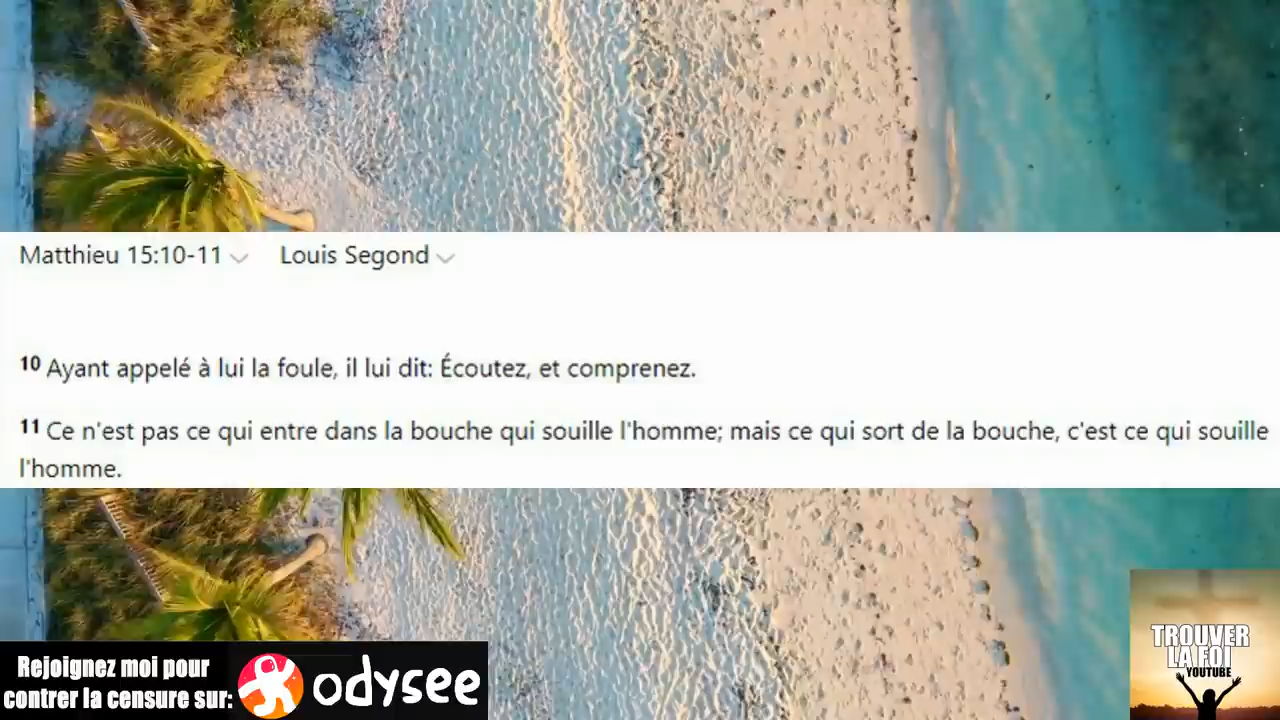 Matthieu 15:10-11 Louis Segond
10 Ayant appelé à lui la foule, il lui dit: Écoutez, et comprenez.
11 Ce n'est pas ce qui entre dans la bouche qui souille l'homme; mais ce qui sort de la bouche, c'est ce qui souille
l'homme.
Rejoignez moi pour
contrer la censure sur:
odysee
TROUVER
LA FOI
YOUTUBE